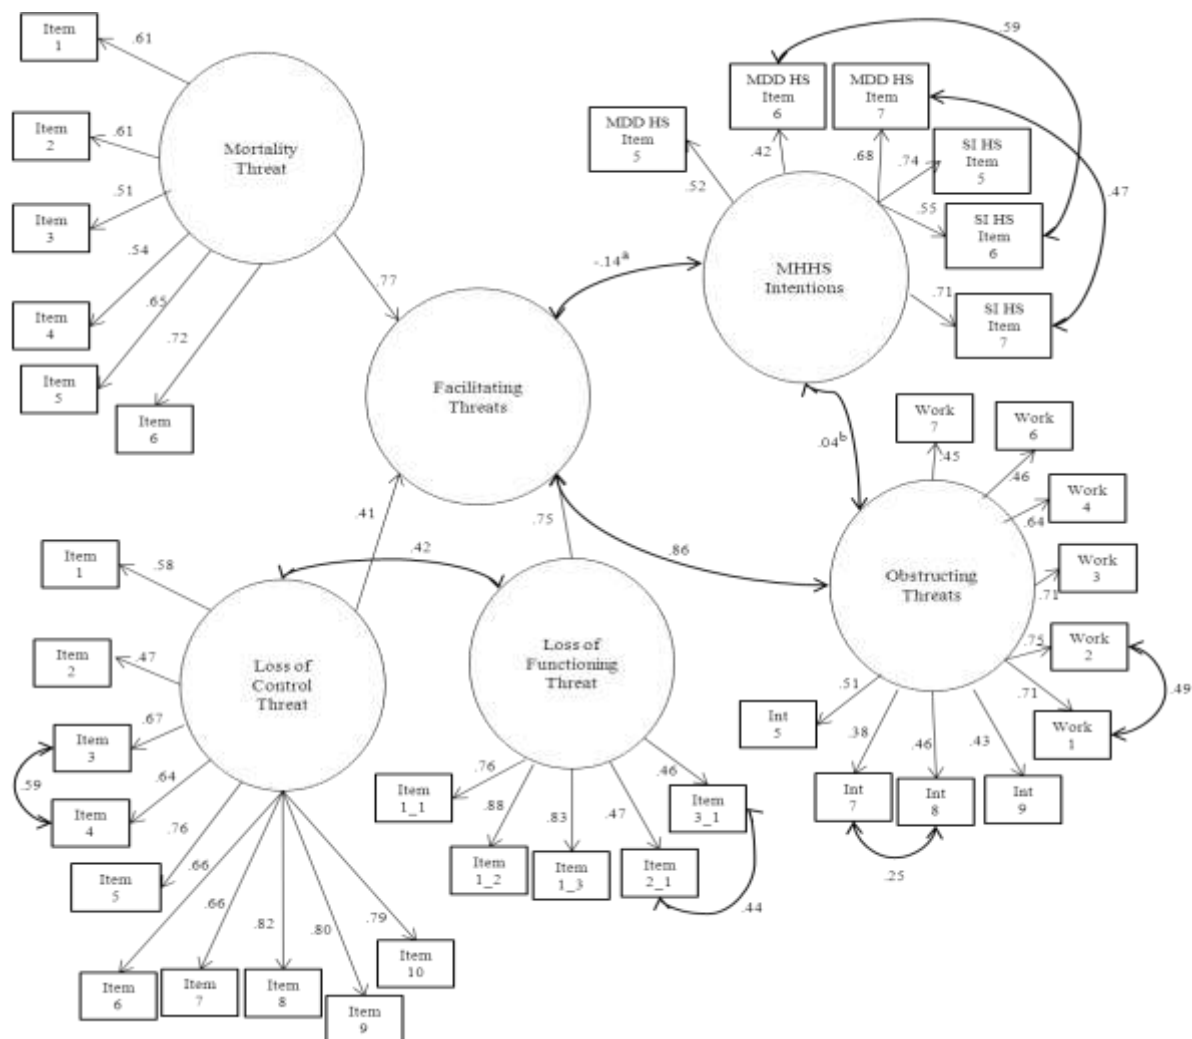 Item
1
.61
Item
2
.61
Mortality
Threat
Item
3
.51
Item
4
.54
Item
5
.65
Item
6
.72
.77
MDD HS
Item
5
.52
MDD HS
Item
6
.42
MDD HS
Item
7
.68
.59
SI HS
Item
5
.74
SI HS
Item
6
.55
.47
SI HS
Item
7
.71
MHHS
Intentions
-.14a
Facilitating
Threats
.04b
Work
7
.45
Work
6
.46
Work
4
.64
Work
3
.71
Work
2
.75
Work
1
.71
.49
Obstructing
Threats
.86
.41
.75
.42
Int
5
.51
Int
7
.38
Int
8
.46
Int
9
.43
.25
Item
1
.58
Item
2
.47
Loss of
Control
Threat
Item
3
.67
.59
Item
4
.64
Item
5
.76
Item
6
.66
Item
7
.66
Item
8
.82
Item
9
.80
Item
10
.79
Loss of
Functioning
Threat
Item
1_1
.76
Item
1_2
.88
Item
1_3
.83
Item
2_1
.47
Item
3_1
.46
.44